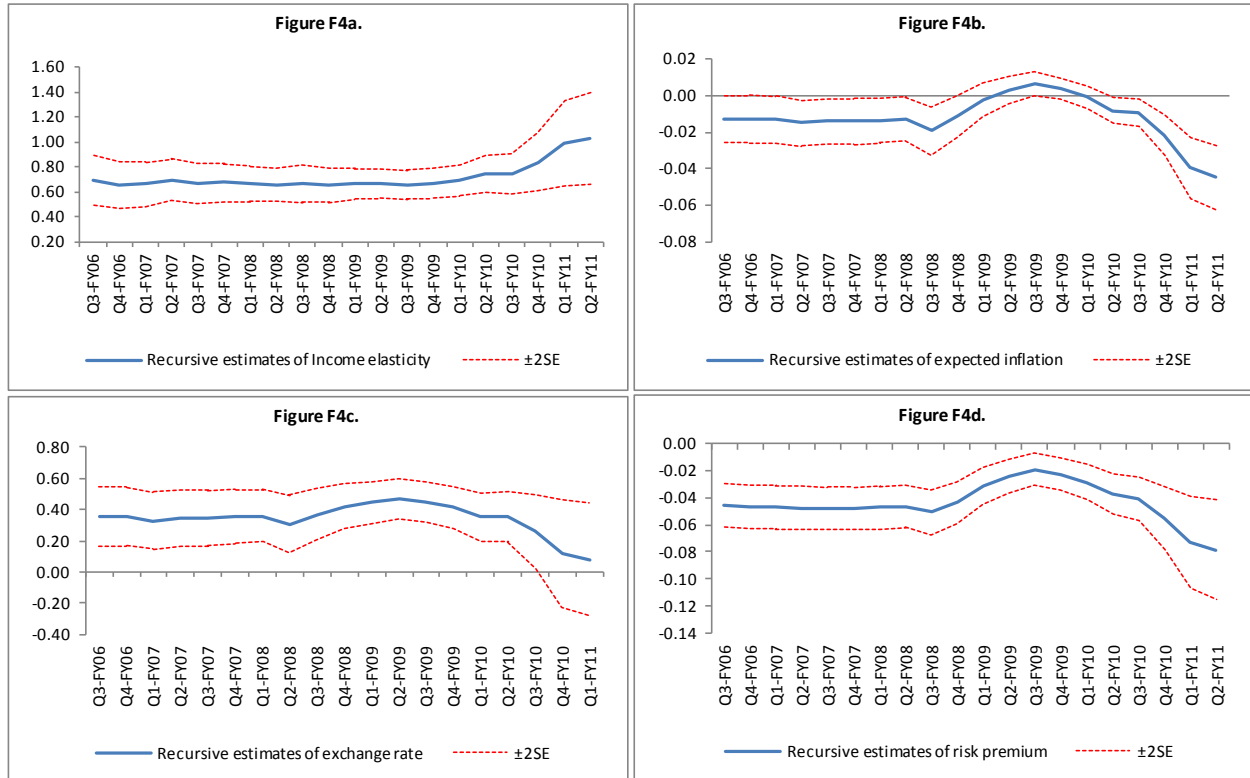 Figure F4a.
1.60
1.40
1.20
1.00
0.80
0.60
0.40
0.20
Q3-FY06
Q4-FY06
Q1-FY07
Q2-FY07
Q3-FY07
Q4-FY07
Q1-FY08
Q2-FY08
Q3-FY08
Q4-FY08
Q1-FY09
Q2-FY09
Q3-FY09
Q4-FY09
Q1-FY10
Q2-FY10
Q3-FY10
Q4-FY10
Q1-FY11
Q2-FY11
Recursive estimates of Income elasticity
±2SE
Figure F4b.
0.02
0.00
-0.02
-0.04
-0.06
-0.08
Q3-FY06
Q4-FY06
Q1-FY07
Q2-FY07
Q3-FY07
Q4-FY07
Q1-FY08
Q2-FY08
Q3-FY08
Q4-FY08
Q1-FY09
Q2-FY09
Q3-FY09
Q4-FY09
Q1-FY10
Q2-FY10
Q3-FY10
Q4-FY10
Q1-FY11
Q2-FY11
Recursive estimates of expected inflation
±2SE
Figure F4c.
0.80
0.60
0.40
0.20
0.00
-0.20
-0.40
Q3-FY06
Q4-FY06
Q1-FY07
Q2-FY07
Q3-FY07
Q4-FY07
Q1-FY08
Q2-FY08
Q3-FY08
Q4-FY08
Q1-FY09
Q2-FY09
Q3-FY09
Q4-FY09
Q1-FY10
Q2-FY10
Q3-FY10
Q4-FY10
Q1-FY11
Recursive estimates of exchange rate
±2SE
Figure F4d.
0.00
-0.02
-0.04
-0.06
-0.08
-0.10
-0.12
-0.14
Q3-FY06
Q4-FY06
Q1-FY07
Q2-FY07
Q3-FY07
Q4-FY07
Q1-FY08
Q2-FY08
Q3-FY08
Q4-FY08
Q1-FY09
Q2-FY09
Q3-FY09
Q4-FY09
Q1-FY10
Q2-FY10
Q3-FY10
Q4-FY10
Q1-FY11
Q2-FY11
Recursive estimates of risk premium
±2SE